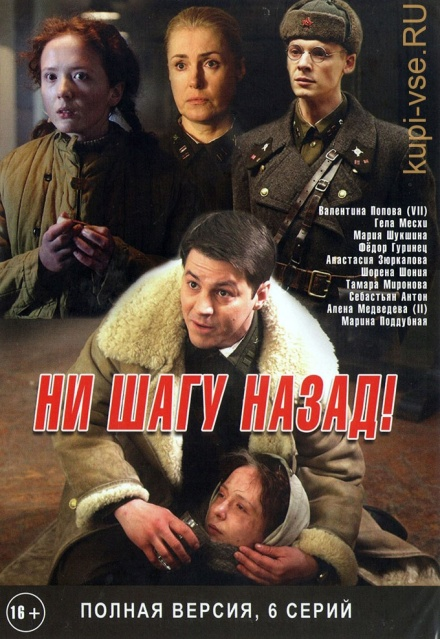 kupi-vse.RU
Валентина Попова (VII)
Гела Месхи
Мария Шукшина
Фёдор Гуринец
Анастасия Зюркалова
Шорена Шония
Тамара Миронова
Себастьян Антон
Алена Медведева (II)
Марина Поддубная
НИ ШАГУ НАЗАД!
16+
ПОЛНАЯ ВЕРСИЯ, 6 СЕРИЙ